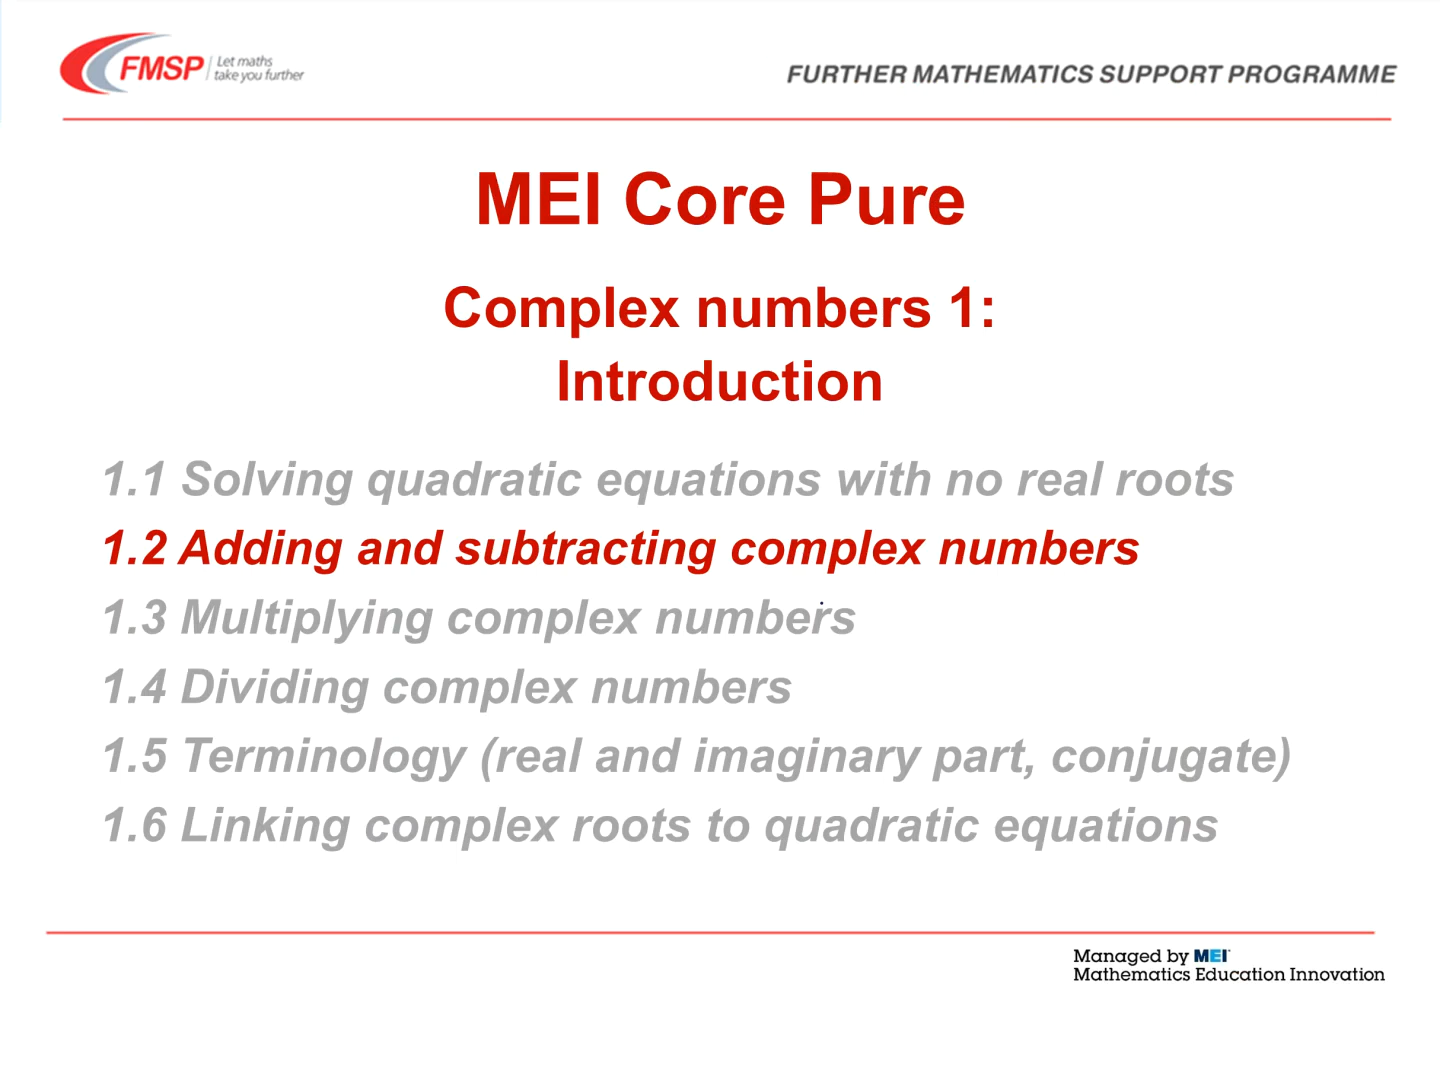 FMSP Let maths
take you further
FURTHER MATHEMATICS SUPPORT PROGRAMME
MEI Core Pure
Complex numbers 1:
Introduction
1.1 Solving quadratic equations with no real roots
1.2 Adding and subtracting complex numbers
1.3 Multiplying complex numbers
1.4 Dividing complex numbers
1.5 Terminology (real and imaginary part, conjugate)
1.6 Linking complex roots to quadratic equations
Managed by MEI
Mathematics Education Innovation